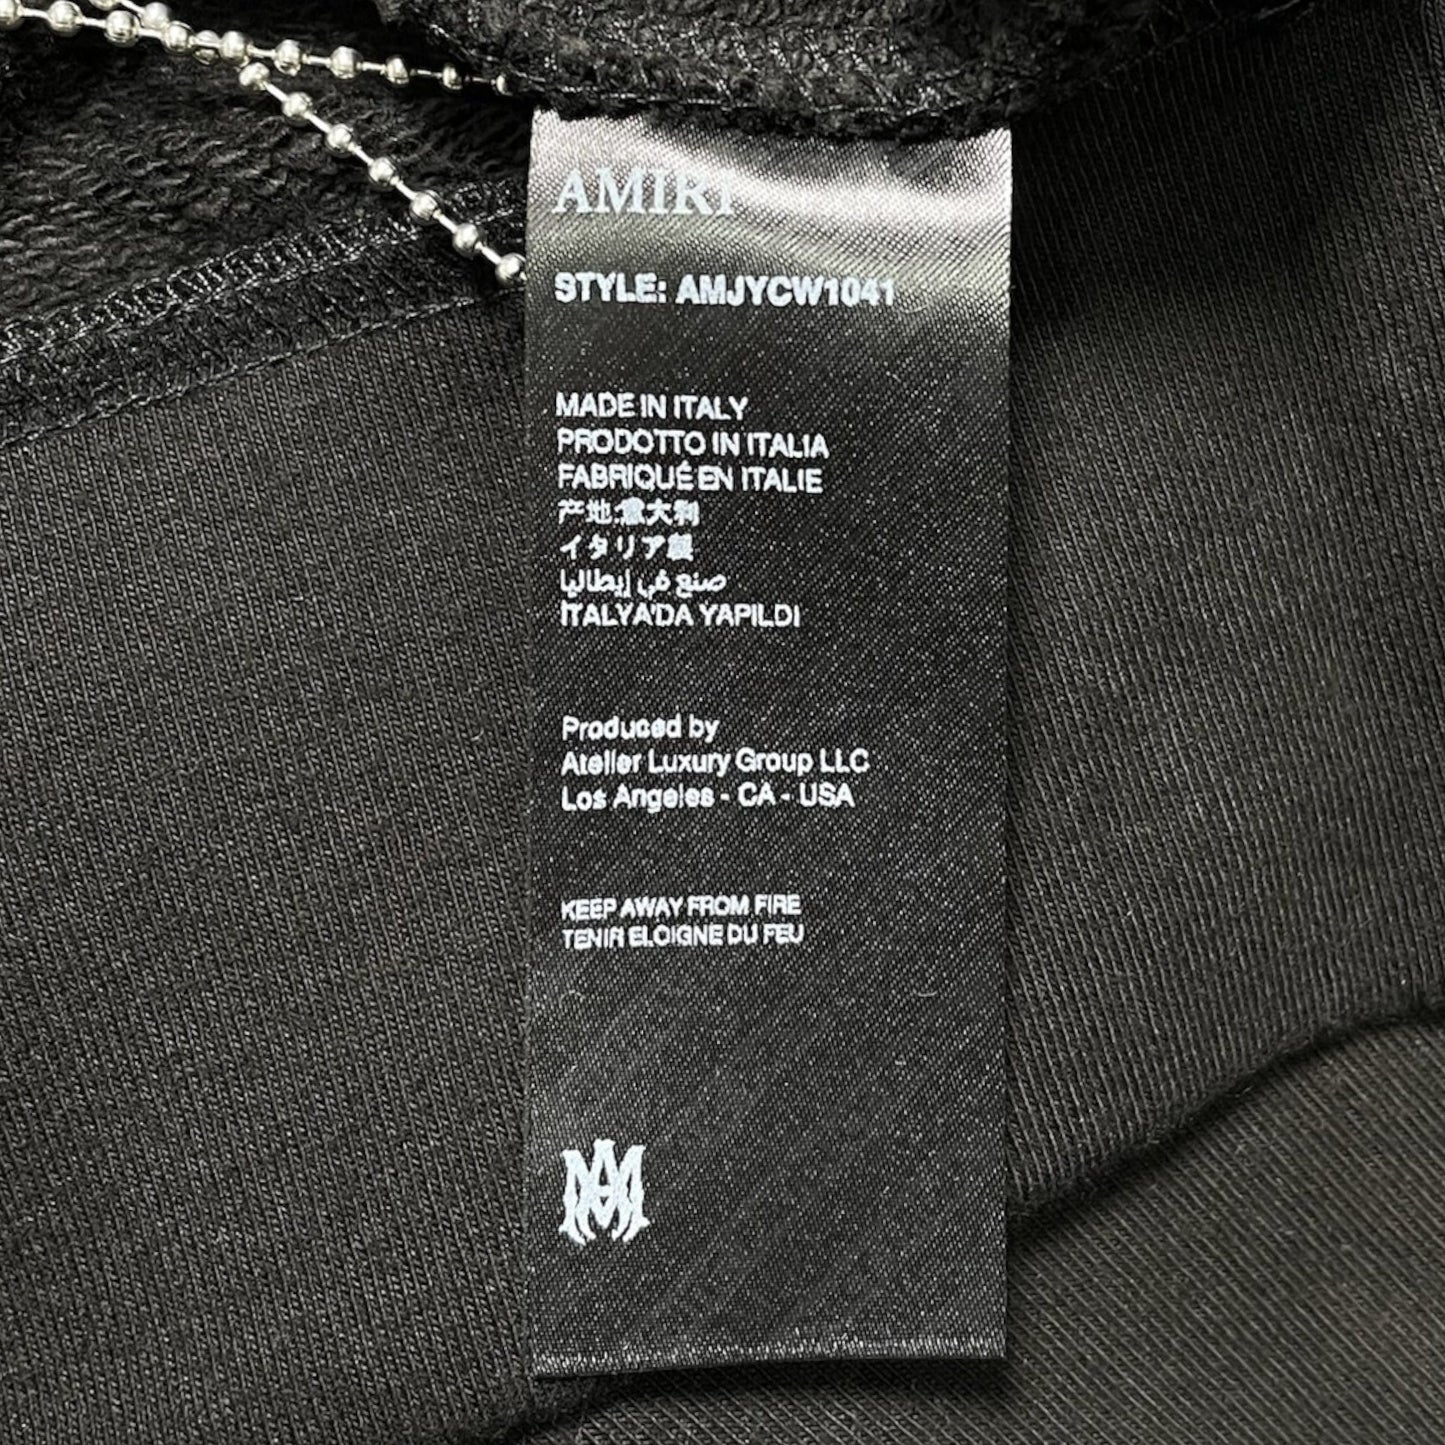 AMIRI
STYLE: AMJYCW1041
MADE IN ITALY
PRODOTTO IN ITALIA
FABRIQUÉ EN ITALIE
产地:意大利
イタリア製
صنع في إيطاليا
İTALYA'DA YAPILDI
Produced by
Atelier Luxury Group LLC
Los Angeles - CA - USA
KEEP AWAY FROM FIRE
TENIR ELOIGNE DU FEU
MA